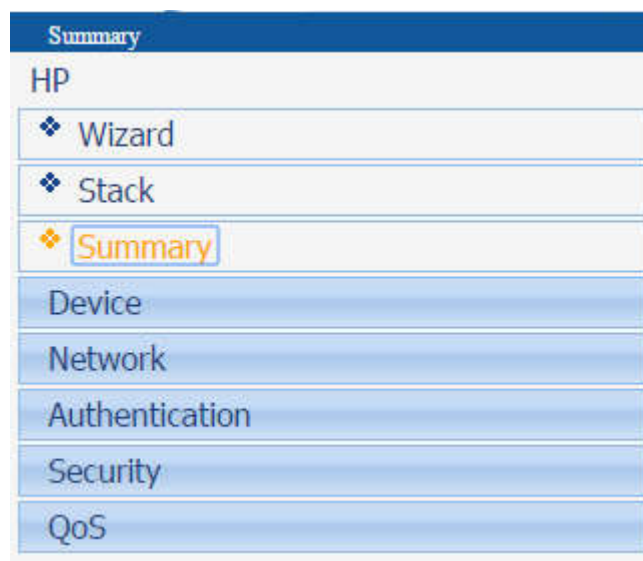 Summary
HP
Wizard
Stack
Summary
Device
Network
Authentication
Security
QoS